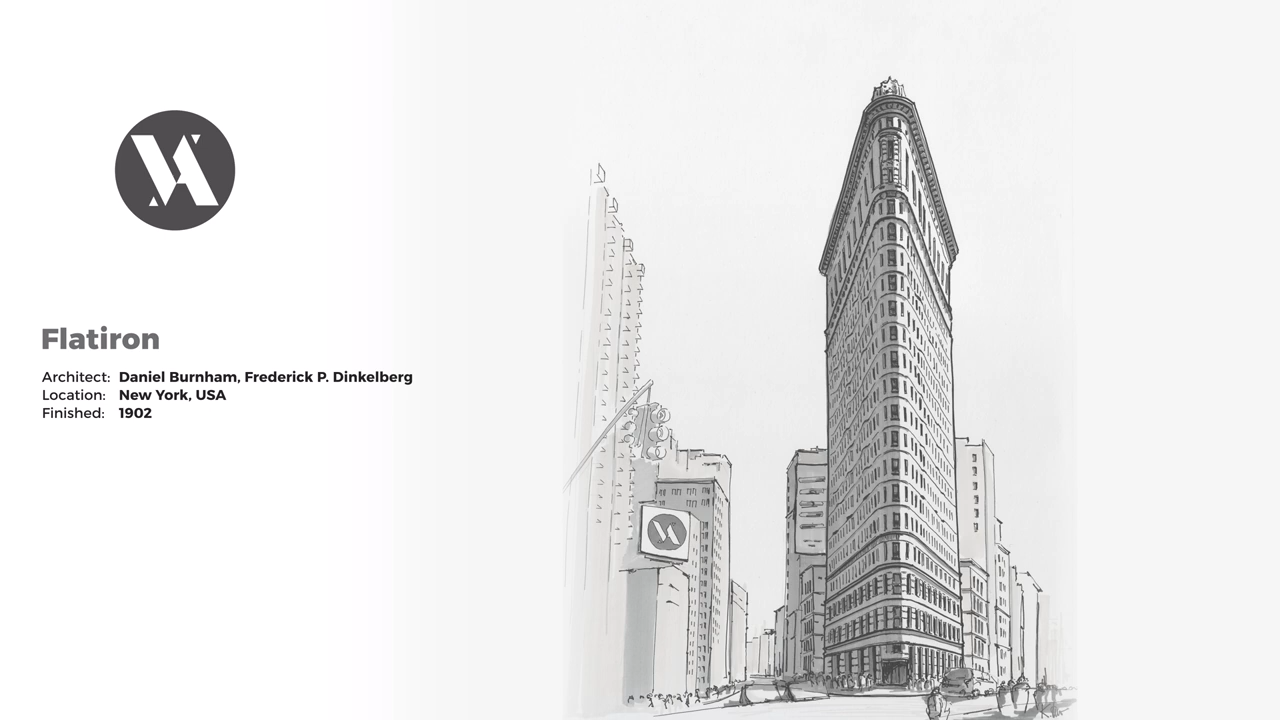 Flatiron
Architect: Daniel Burnham, Frederick P. Dinkelberg
Location: New York, USA
Finished: 1902